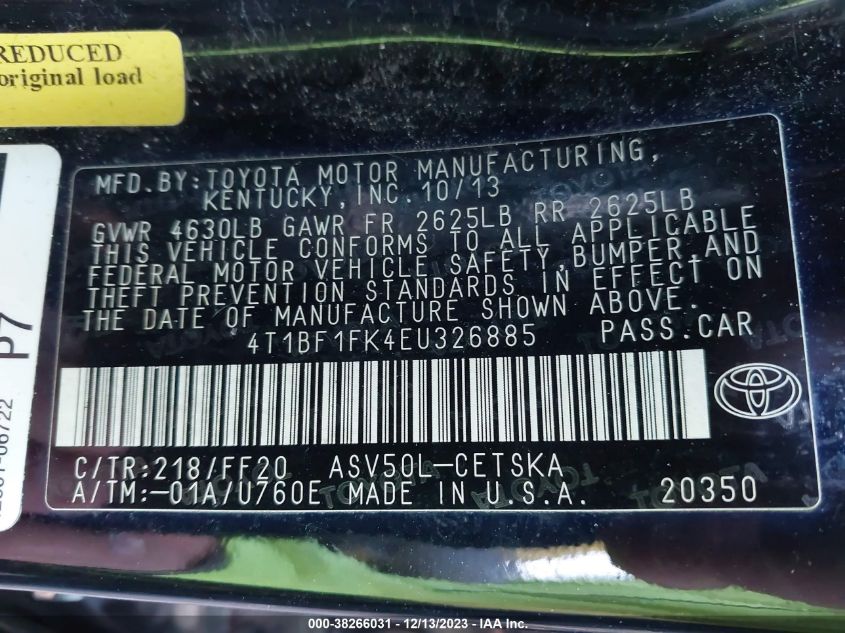 REDUCED
original load
MFD.BY:TOYOTA MOTOR MANUFACTURING,
KENTUCKY,INC.10/13
GVWR 4630LB GAWR FR 2625LB RR 2625LB
THIS VEHICLE CONFORMS TO ALL APPLICABLE
FEDERAL MOTOR VEHICLE SAFETY,BUMPER,AND
THEFT PREVENTION STANDARDS IN EFFECT ON
THE DATE OF MANUFACTURE SHOWN ABOVE.
4T1BF1FK4EU326885 PASS.CAR
C/TR:218/FF20 ASV50L-CETSKA
A/TM:-01A/U760E MADE IN U.S.A. 20350
P7
06722
000-38266031 - 12/13/2023 - IAA Inc.